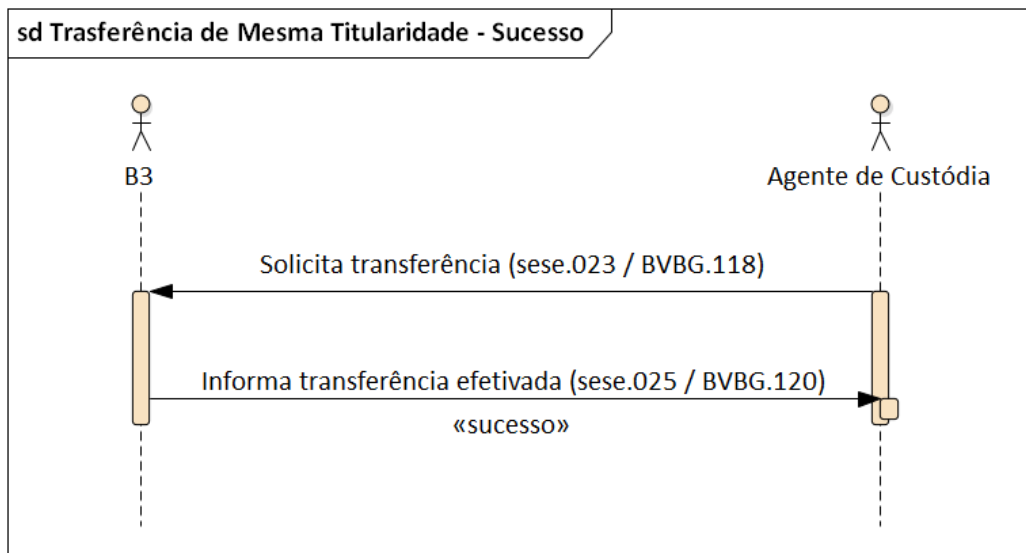 sd Trasferência de Mesma Titularidade - Sucesso
B3
Agente de Custódia
Solicita transferência (sese.023 / BVBG.118)
Informa transferência efetivada (sese.025 / BVBG.120)
«sucesso»